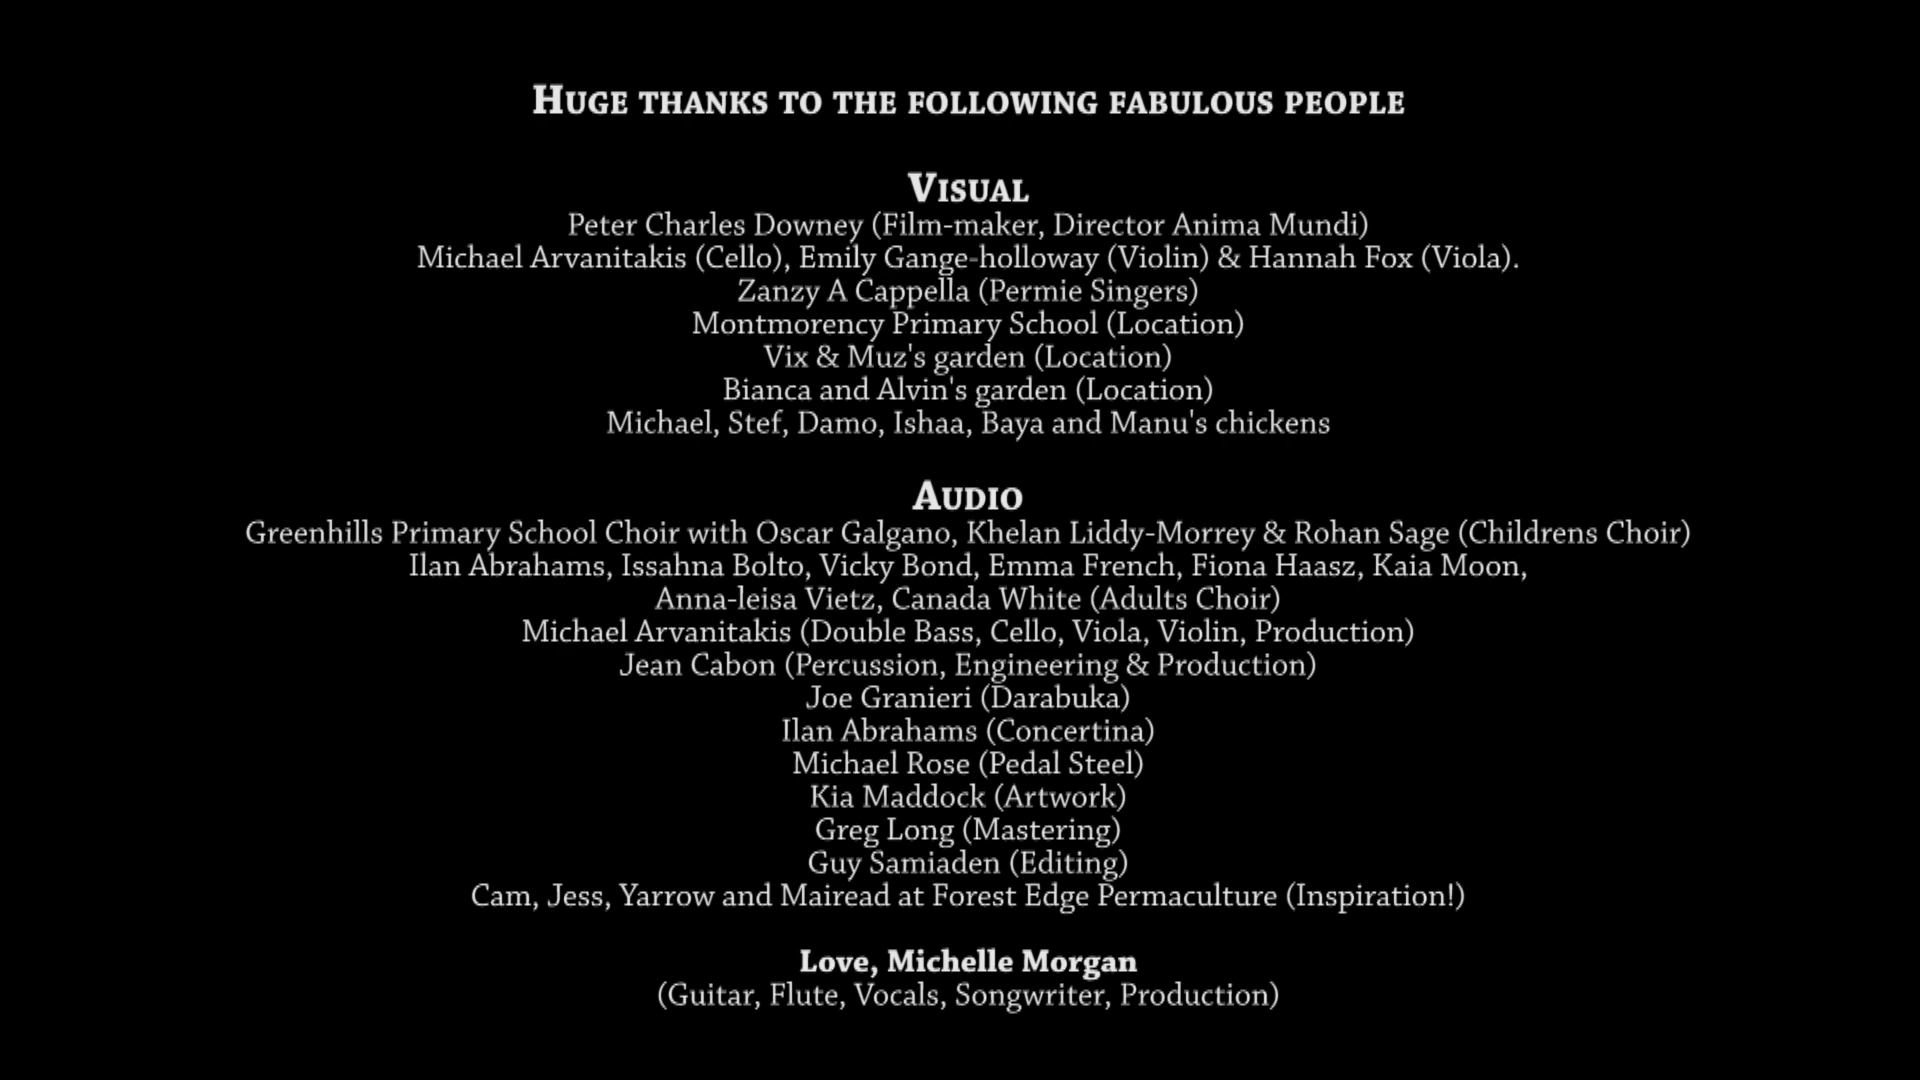 Huge thanks to the following fabulous people
Visual
Peter Charles Downey (Film-maker, Director Anima Mundi)
Michael Arvanitakis (Cello), Emily Gange-holloway (Violin) & Hannah Fox (Viola).
Zanzy A Cappella (Permie Singers)
Montmorency Primary School (Location)
Vix & Muz's garden (Location)
Bianca and Alvin's garden (Location)
Michael, Stef, Damo, Ishaa, Baya and Manu's chickens
Audio
Greenhills Primary School Choir with Oscar Galgano, Khelan Liddy-Morrey & Rohan Sage (Childrens Choir)
Ilan Abrahams, Issahna Bolto, Vicky Bond, Emma French, Fiona Haasz, Kaia Moon,
Anna-leisa Vietz, Canada White (Adults Choir)
Michael Arvanitakis (Double Bass, Cello, Viola, Violin, Production)
Jean Cabon (Percussion, Engineering & Production)
Joe Granieri (Darabuka)
Ilan Abrahams (Concertina)
Michael Rose (Pedal Steel)
Kia Maddock (Artwork)
Greg Long (Mastering)
Guy Samiaden (Editing)
Cam, Jess, Yarrow and Mairead at Forest Edge Permaculture (Inspiration!)
Love, Michelle Morgan
(Guitar, Flute, Vocals, Songwriter, Production)